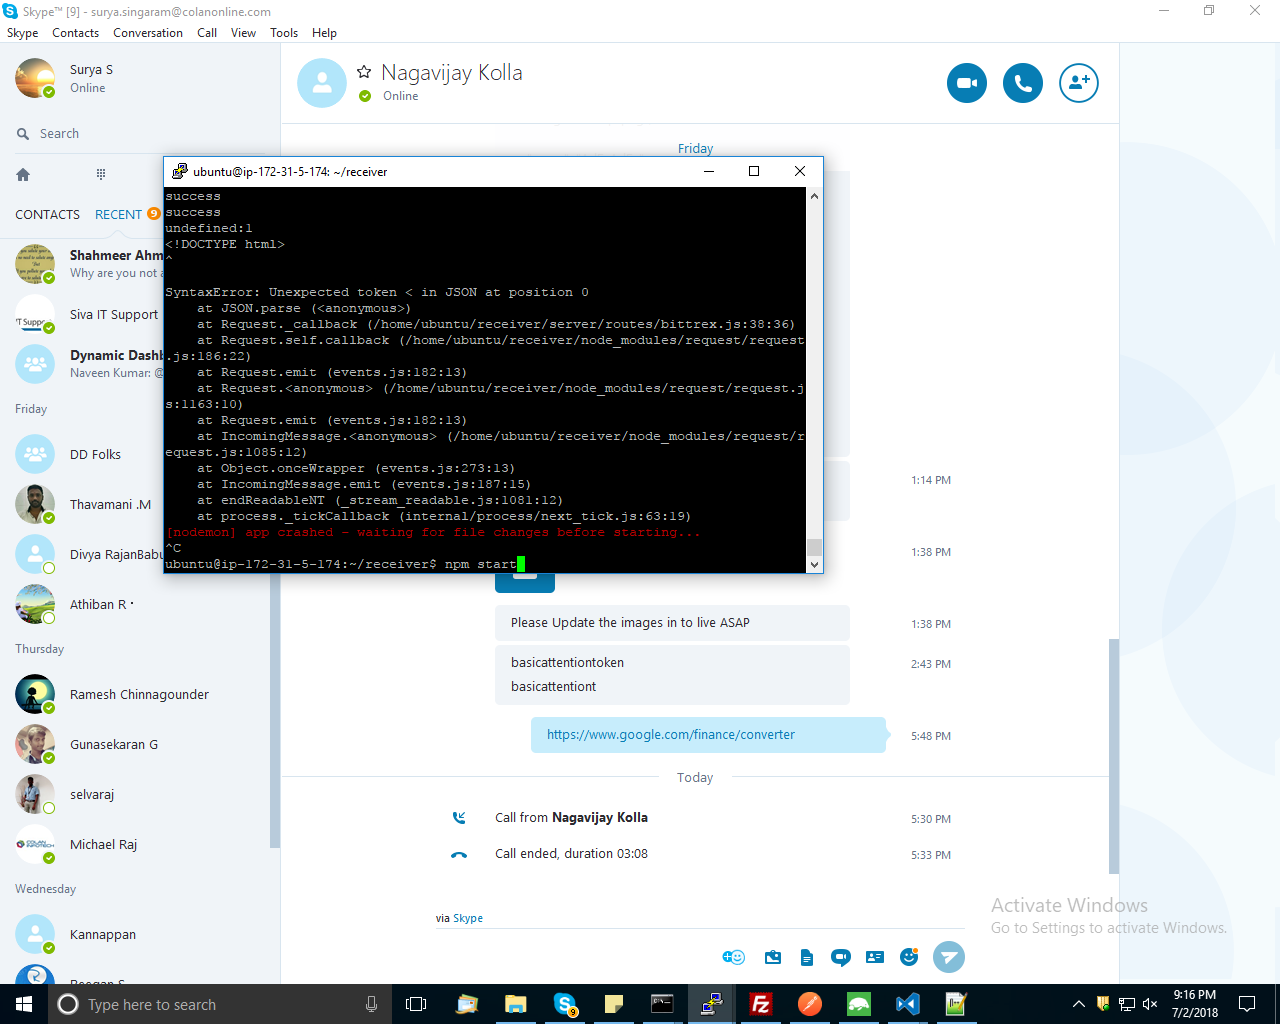 Skype™ [9] - surya.singaram@colanonline.com
Skype Contacts Conversation Call View Tools Help
Surya S
Online
Search
CONTACTS RECENT 9
Shahmeer Ahm
Why are you not a
Siva IT Support
Dynamic Dashb
Naveen Kumar: @
Friday
DD Folks
Thavamani .M
Divya RajanBabu
Athiban R
Thursday
Ramesh Chinnagounder
Gunasekaran G
selvaraj
Michael Raj
Wednesday
Kannappan
Nagavijay Kolla
Online
Friday
ubuntu@ip-172-31-5-174: ~/receiver
success
success
undefined:1
<!DOCTYPE html>
^
SyntaxError: Unexpected token < in JSON at position 0
at JSON.parse (<anonymous>)
at Request._callback (/home/ubuntu/receiver/server/routes/bittrex.js:38:36)
at Request.self.callback (/home/ubuntu/receiver/node_modules/request/request
.js:186:22)
at Request.emit (events.js:182:13)
at Request.<anonymous> (/home/ubuntu/receiver/node_modules/request/request.j
s:1163:10)
at Request.emit (events.js:182:13)
at IncomingMessage.<anonymous> (/home/ubuntu/receiver/node_modules/request/r
equest.js:1085:12)
at Object.onceWrapper (events.js:273:13)
at IncomingMessage.emit (events.js:187:15)
at endReadableNT (_stream_readable.js:1081:12)
at process._tickCallback (internal/process/next_tick.js:63:19)
[nodemon] app crashed - waiting for file changes before starting...
^C
ubuntu@ip-172-31-5-174:~/receiver$ npm start
1:14 PM
1:38 PM
Please Update the images in to live ASAP 1:38 PM
basicattentiontoken 2:43 PM
basicattentiont
https://www.google.com/finance/converter 5:48 PM
Today
Call from Nagavijay Kolla 5:30 PM
Call ended, duration 03:08 5:33 PM
via Skype
Activate Windows
Go to Settings to activate Windows.
Type here to search
9
9:16 PM
7/2/2018